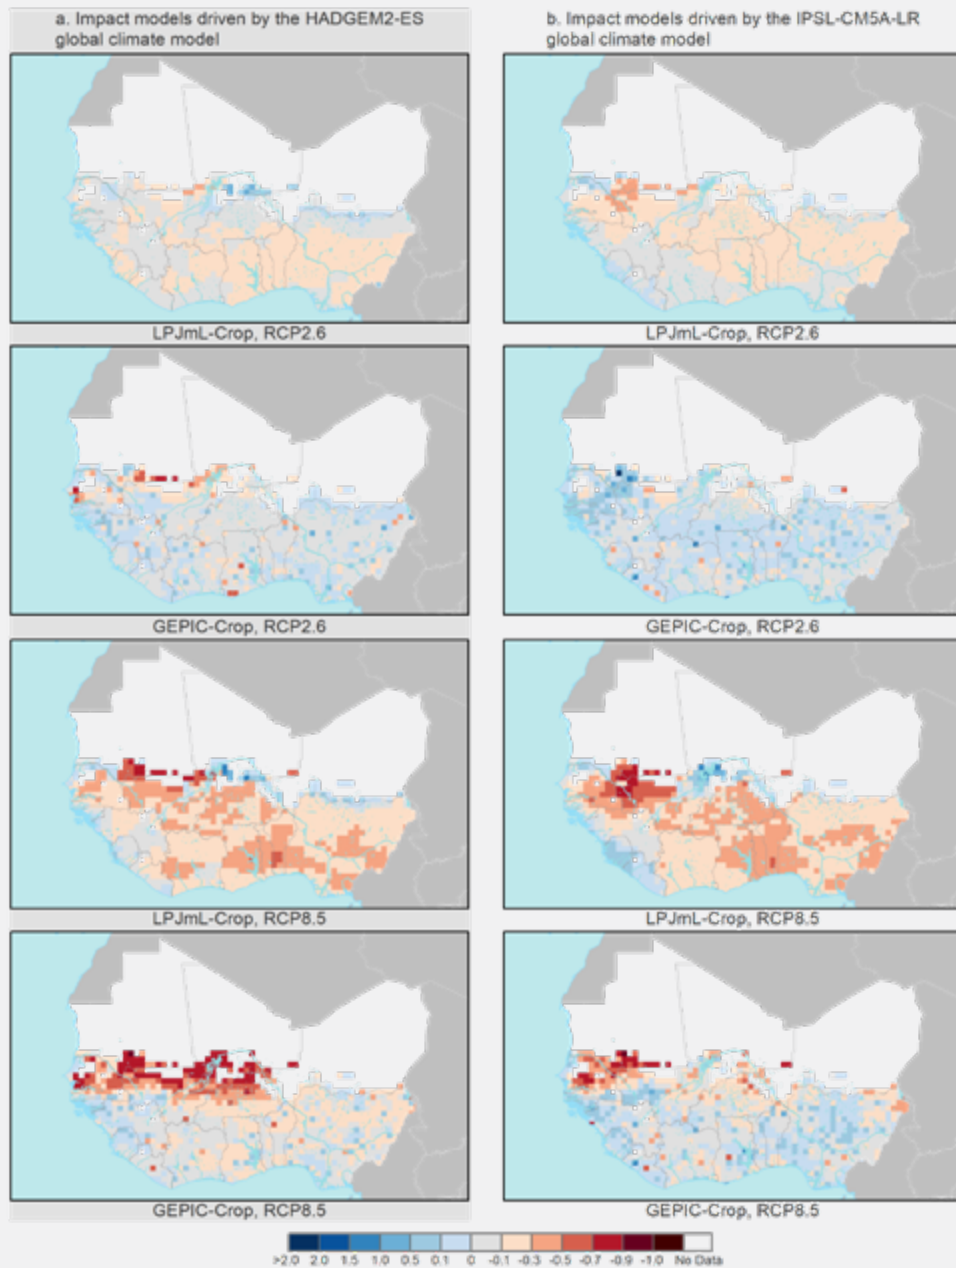 a. Impact models driven by the HADGEM2-ES
global climate model
b. Impact models driven by the IPSL-CM5A-LR
global climate model
LPJmL-Crop, RCP2.6
LPJmL-Crop, RCP2.6
GEPIC-Crop, RCP2.6
GEPIC-Crop, RCP2.6
LPJmL-Crop, RCP8.5
LPJmL-Crop, RCP8.5
GEPIC-Crop, RCP8.5
GEPIC-Crop, RCP8.5
>2.0 2.0 1.5 1.0 0.5 0.1 0 -0.1 -0.3 -0.5 -0.7 -0.9 -1.0 No Data